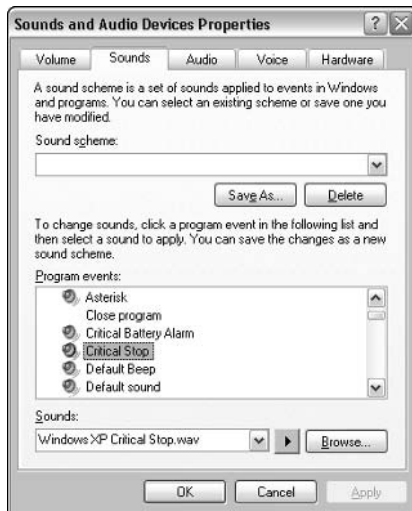 Sounds and Audio Devices Properties
Volume Sounds Audio Voice Hardware
A sound scheme is a set of sounds applied to events in Windows
and programs. You can select an existing scheme or save one you
have modified.
Sound scheme:
Save As... Delete
To change sounds, click a program event in the following list and
then select a sound to apply. You can save the changes as a new
sound scheme.
Program events:
Asterisk
Close program
Critical Battery Alarm
Critical Stop
Default Beep
Default sound
Sounds:
Windows XP Critical Stop.wav Browse...
OK Cancel Apply